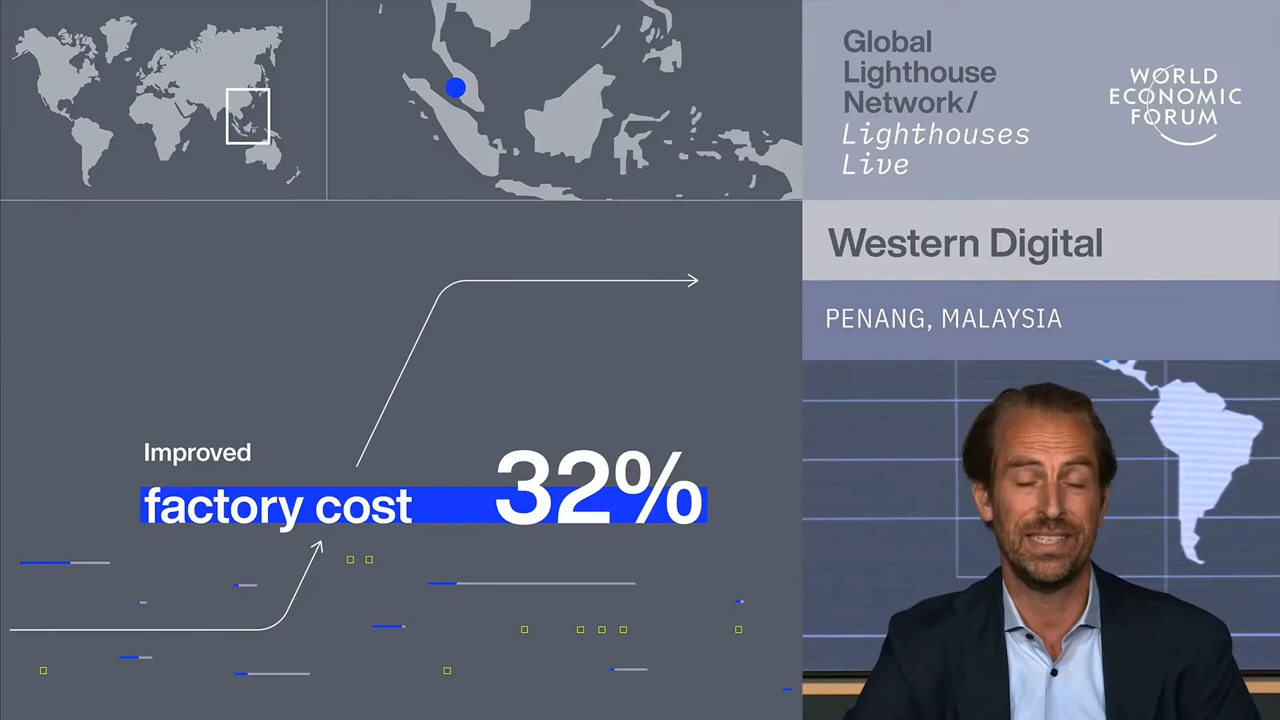 Global
Lighthouse
Network/
Lighthouses
Live
WORLD
ECONOMIC
FORUM
Western Digital
PENANG, MALAYSIA
Improved
factory cost 32%